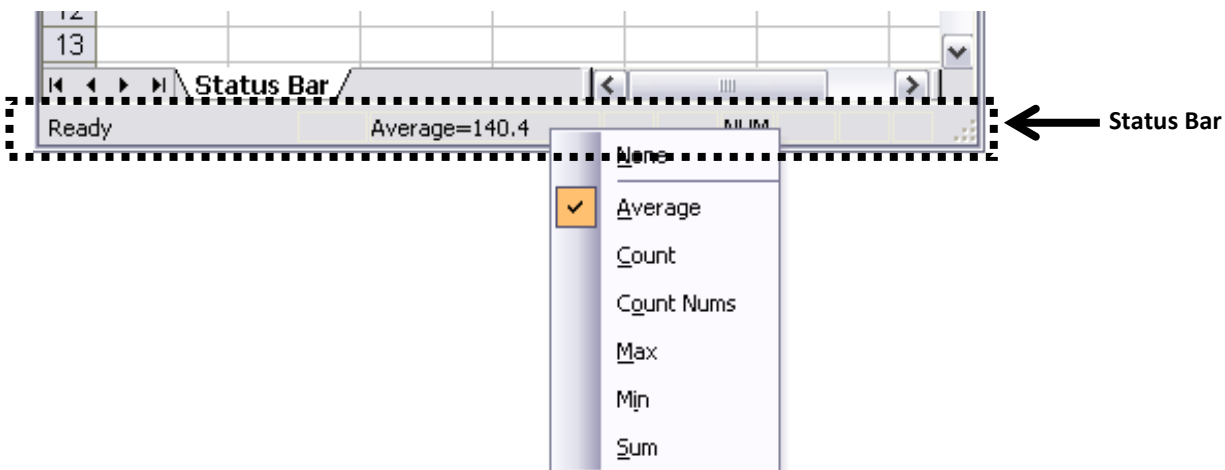 12
13
Status Bar
Ready Average=140.4 NUM
Status Bar
None
Average
Count
Count Nums
Max
Min
Sum